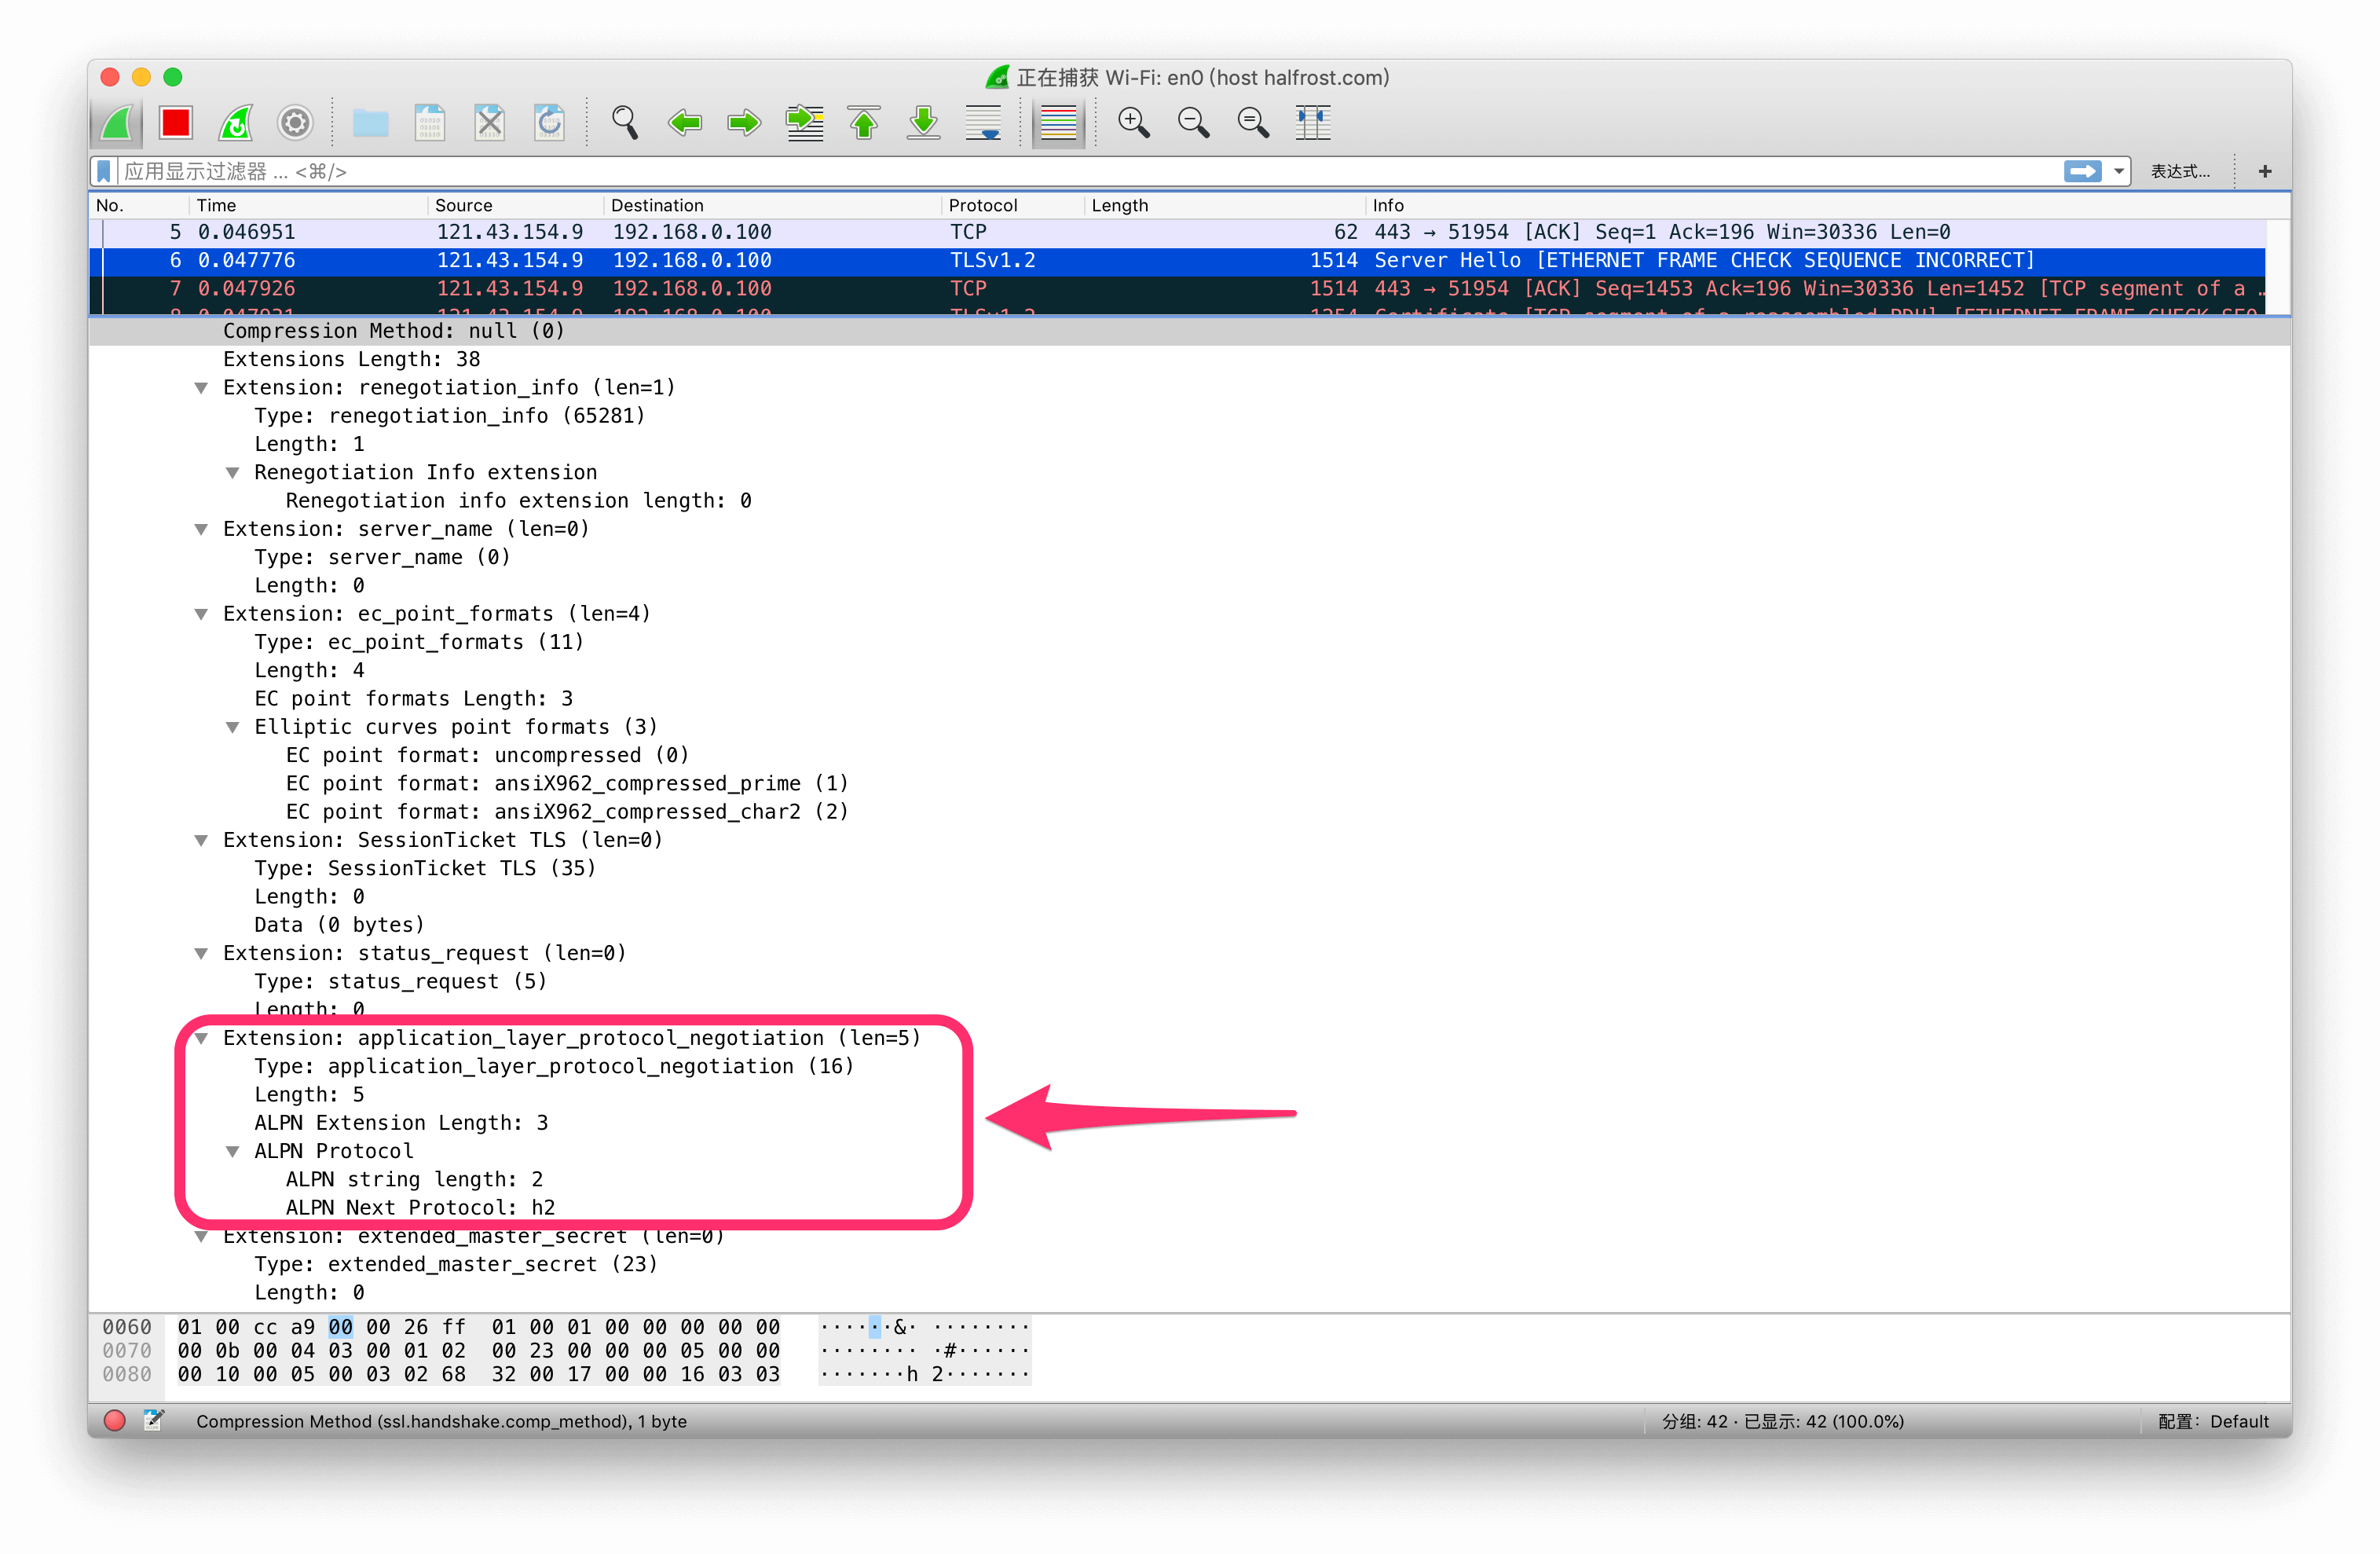 正在捕获 Wi-Fi: en0 (host halfrost.com)
应用显示过滤器 ... <⌘/>
表达式...
+
No. Time Source Destination Protocol Length Info
5 0.046951 121.43.154.9 192.168.0.100 TCP 62 443 → 51954 [ACK] Seq=1 Ack=196 Win=30336 Len=0
6 0.047776 121.43.154.9 192.168.0.100 TLSv1.2 1514 Server Hello [ETHERNET FRAME CHECK SEQUENCE INCORRECT]
7 0.047926 121.43.154.9 192.168.0.100 TCP 1514 443 → 51954 [ACK] Seq=1453 Ack=196 Win=30336 Len=1452 [TCP segment of a …
Compression Method: null (0)
Extensions Length: 38
Extension: renegotiation_info (len=1)
Type: renegotiation_info (65281)
Length: 1
Renegotiation Info extension
Renegotiation info extension length: 0
Extension: server_name (len=0)
Type: server_name (0)
Length: 0
Extension: ec_point_formats (len=4)
Type: ec_point_formats (11)
Length: 4
EC point formats Length: 3
Elliptic curves point formats (3)
EC point format: uncompressed (0)
EC point format: ansiX962_compressed_prime (1)
EC point format: ansiX962_compressed_char2 (2)
Extension: SessionTicket TLS (len=0)
Type: SessionTicket TLS (35)
Length: 0
Data (0 bytes)
Extension: status_request (len=0)
Type: status_request (5)
Length: 0
Extension: application_layer_protocol_negotiation (len=5)
Type: application_layer_protocol_negotiation (16)
Length: 5
ALPN Extension Length: 3
ALPN Protocol
ALPN string length: 2
ALPN Next Protocol: h2
Extension: extended_master_secret (len=0)
Type: extended_master_secret (23)
Length: 0
0060 01 00 cc a9 00 00 26 ff 01 00 01 00 00 00 00 00 ······&· ········
0070 00 0b 00 04 03 00 01 02 00 23 00 00 00 05 00 00 ········ ·#······
0080 00 10 00 05 00 03 02 68 32 00 17 00 00 16 03 03 ·······h 2·······
Compression Method (ssl.handshake.comp_method), 1 byte
分组: 42 · 已显示: 42 (100.0%)
配置: Default